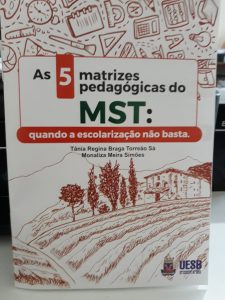 As 5 matrizes
pedagógicas do
MST:
quando a escolarização não basta.
Tânia Regina Braga Torreão Sá
Monaliza Meira Simões
UESB